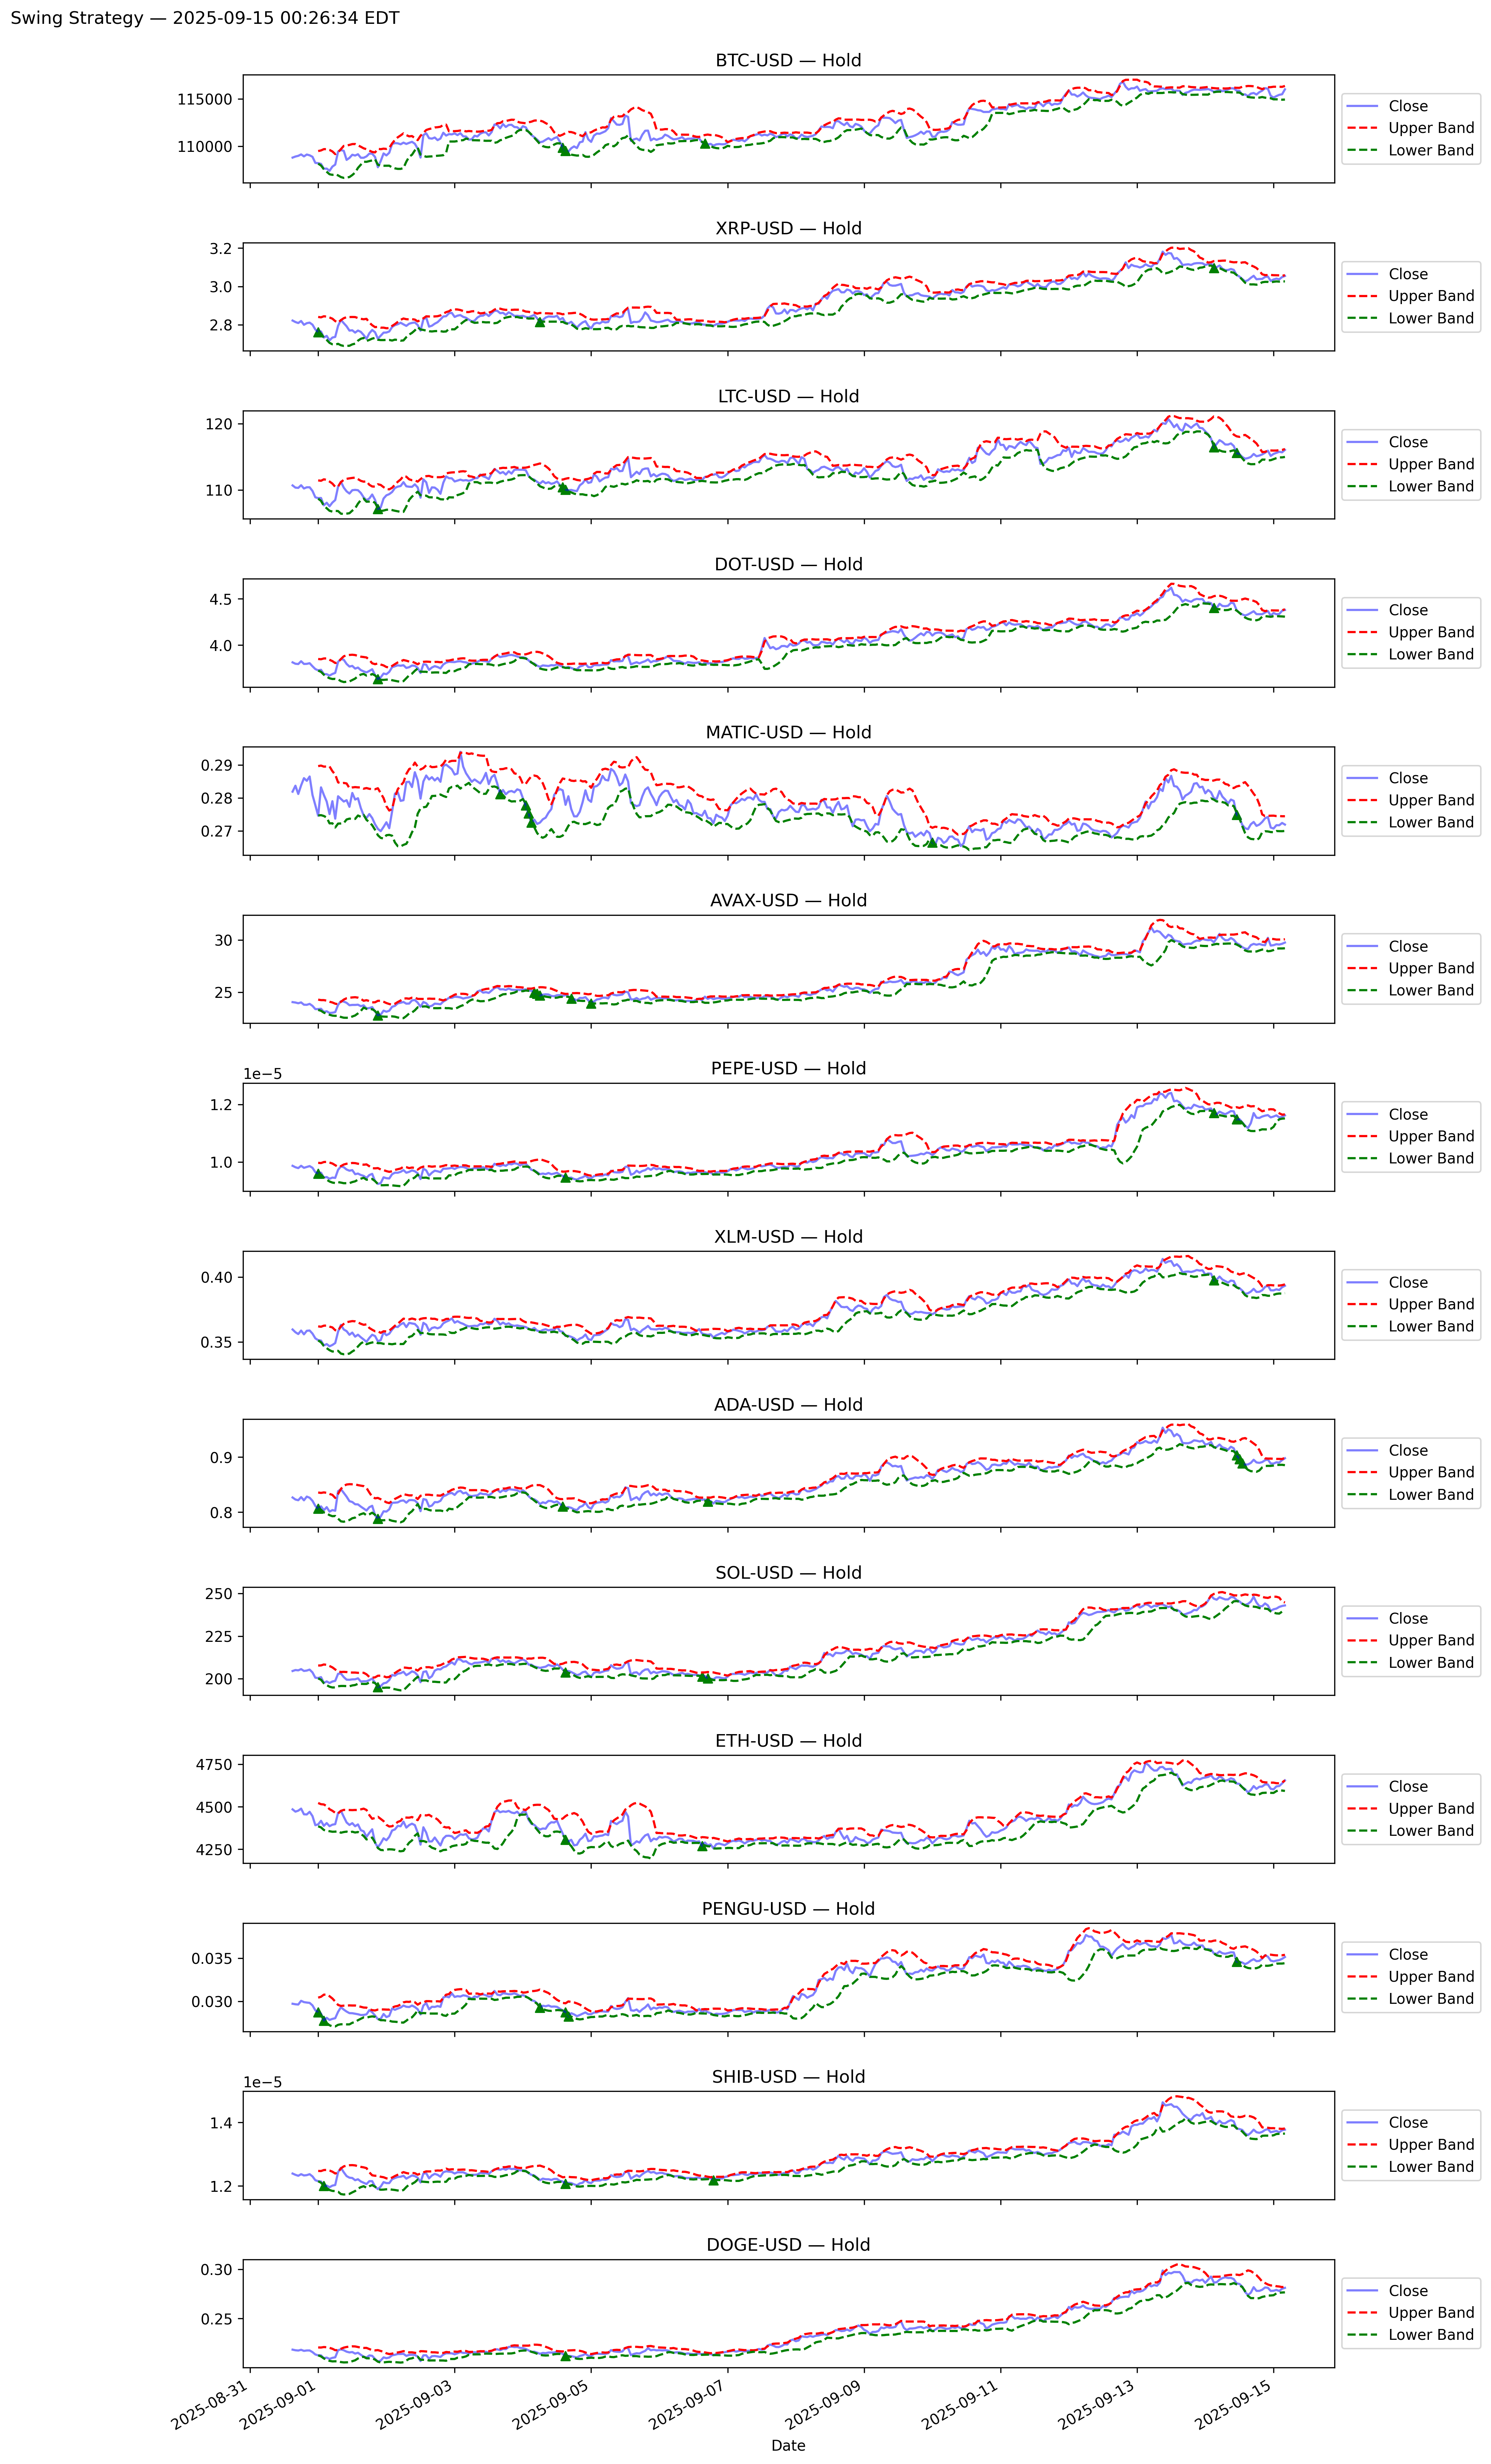 Swing Strategy — 2025-09-15 00:26:34 EDT
BTC-USD — Hold
115000
110000
Close
Upper Band
Lower Band
XRP-USD — Hold
3.2
3.0
2.8
Close
Upper Band
Lower Band
LTC-USD — Hold
120
110
Close
Upper Band
Lower Band
DOT-USD — Hold
4.5
4.0
Close
Upper Band
Lower Band
MATIC-USD — Hold
0.29
0.28
0.27
Close
Upper Band
Lower Band
AVAX-USD — Hold
30
25
Close
Upper Band
Lower Band
PEPE-USD — Hold
1e−5
1.2
1.0
Close
Upper Band
Lower Band
XLM-USD — Hold
0.40
0.35
Close
Upper Band
Lower Band
ADA-USD — Hold
0.9
0.8
Close
Upper Band
Lower Band
SOL-USD — Hold
250
225
200
Close
Upper Band
Lower Band
ETH-USD — Hold
4750
4500
4250
Close
Upper Band
Lower Band
PENGU-USD — Hold
0.035
0.030
Close
Upper Band
Lower Band
SHIB-USD — Hold
1e−5
1.4
1.2
Close
Upper Band
Lower Band
DOGE-USD — Hold
0.30
0.25
Close
Upper Band
Lower Band
2025-08-31
2025-09-01
2025-09-03
2025-09-05
2025-09-07
2025-09-09
2025-09-11
2025-09-13
2025-09-15
Date